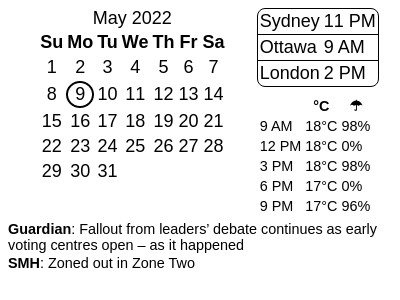 May 2022
Su Mo Tu We Th Fr Sa
1 2 3 4 5 6 7
8 9 10 11 12 13 14
15 16 17 18 19 20 21
22 23 24 25 26 27 28
29 30 31
Sydney 11 PM
Ottawa 9 AM
London 2 PM
°C ☂
9 AM 18°C 98%
12 PM 18°C 0%
3 PM 18°C 98%
6 PM 17°C 0%
9 PM 17°C 96%
Guardian: Fallout from leaders’ debate continues as early
voting centres open – as it happened
SMH: Zoned out in Zone Two